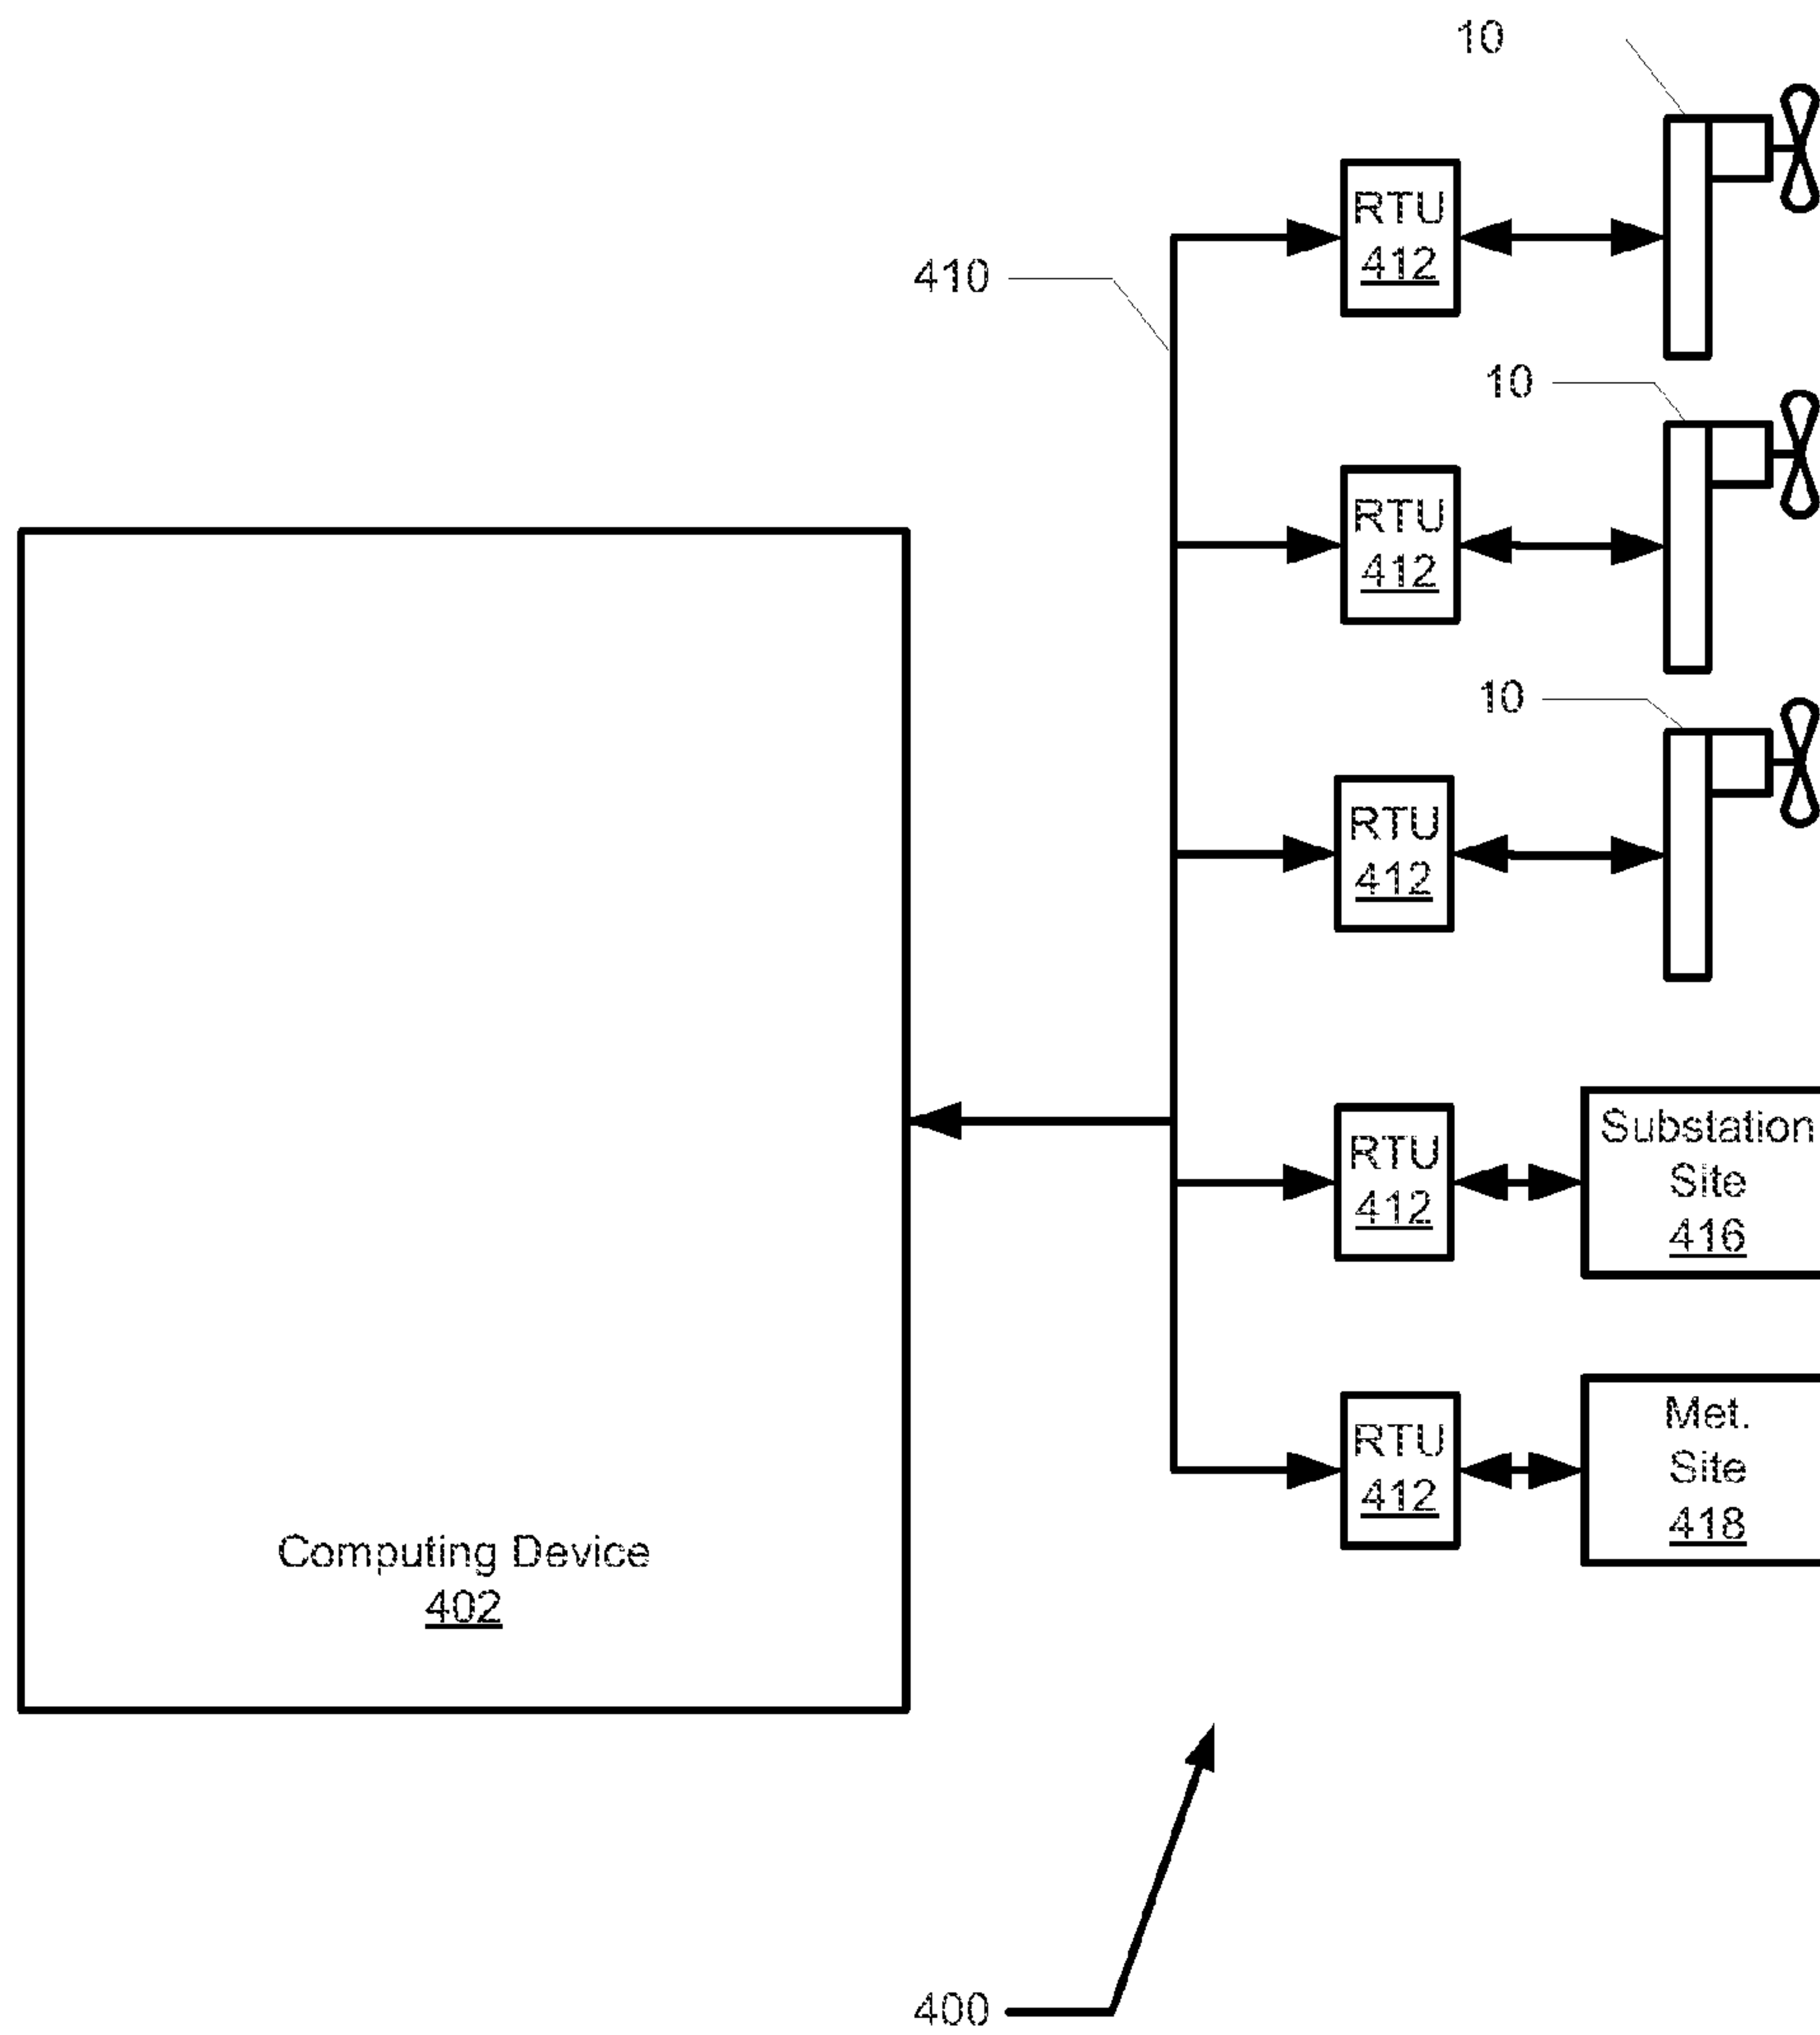 10
RTU
412
410
10
RTU
412
10
RTU
412
RTU
412
Substation
Site
416
RTU
412
Met.
Site
418
Computing Device
402
400